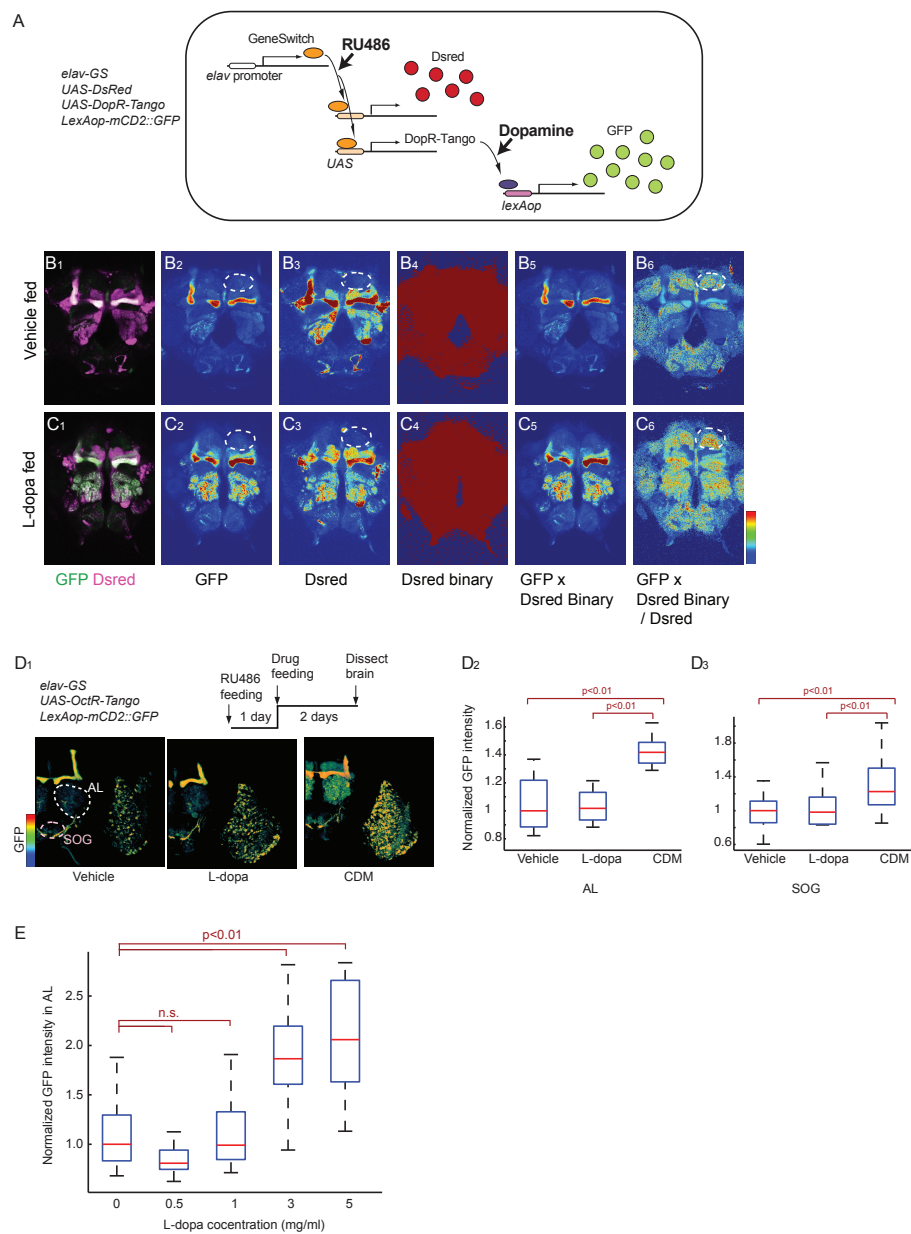 A
elav-GS
UAS-DsRed
UAS-DopR-Tango
LexAop-mCD2::GFP
GeneSwitch
RU486
elav promoter
Dsred
UAS
DopR-Tango
Dopamine
GFP
lexAop
Vehicle fed
B1
B2
B3
B4
B5
B6
L-dopa fed
C1
C2
C3
C4
C5
C6
GFP Dsred
GFP
Dsred
Dsred binary
GFP x
Dsred Binary
GFP x
Dsred Binary
/ Dsred
D1
elav-GS
UAS-OctR-Tango
LexAop-mCD2::GFP
RU486
feeding
Drug
feeding
Dissect
brain
1 day
2 days
GFP
AL
SOG
Vehicle
L-dopa
CDM
D2
p<0.01
p<0.01
Normalized GFP intensity
1.6
1.4
1.2
1
0.8
Vehicle
L-dopa
CDM
AL
D3
p<0.01
p<0.01
2
1.6
1.4
1
0.6
Vehicle
L-dopa
CDM
SOG
E
p<0.01
n.s.
Normalized GFP intensity in AL
2.5
2.0
1.5
1.0
0
0.5
1
3
5
L-dopa cocentration (mg/ml)